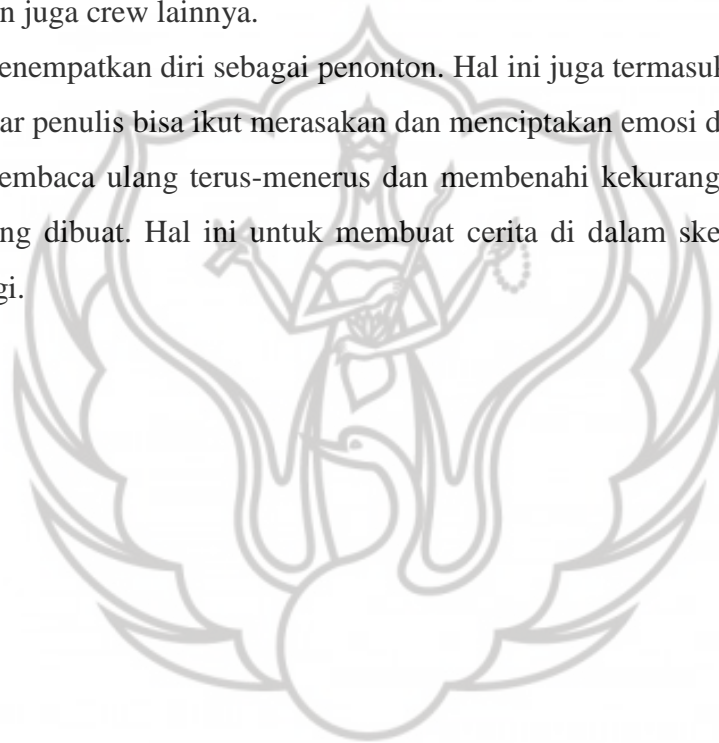 n juga crew lainnya.
enempatkan diri sebagai penonton. Hal ini juga termasuk
ar penulis bisa ikut merasakan dan menciptakan emosi d
embaca ulang terus-menerus dan membenahi kekurang
ng dibuat. Hal ini untuk membuat cerita di dalam ske
gi.